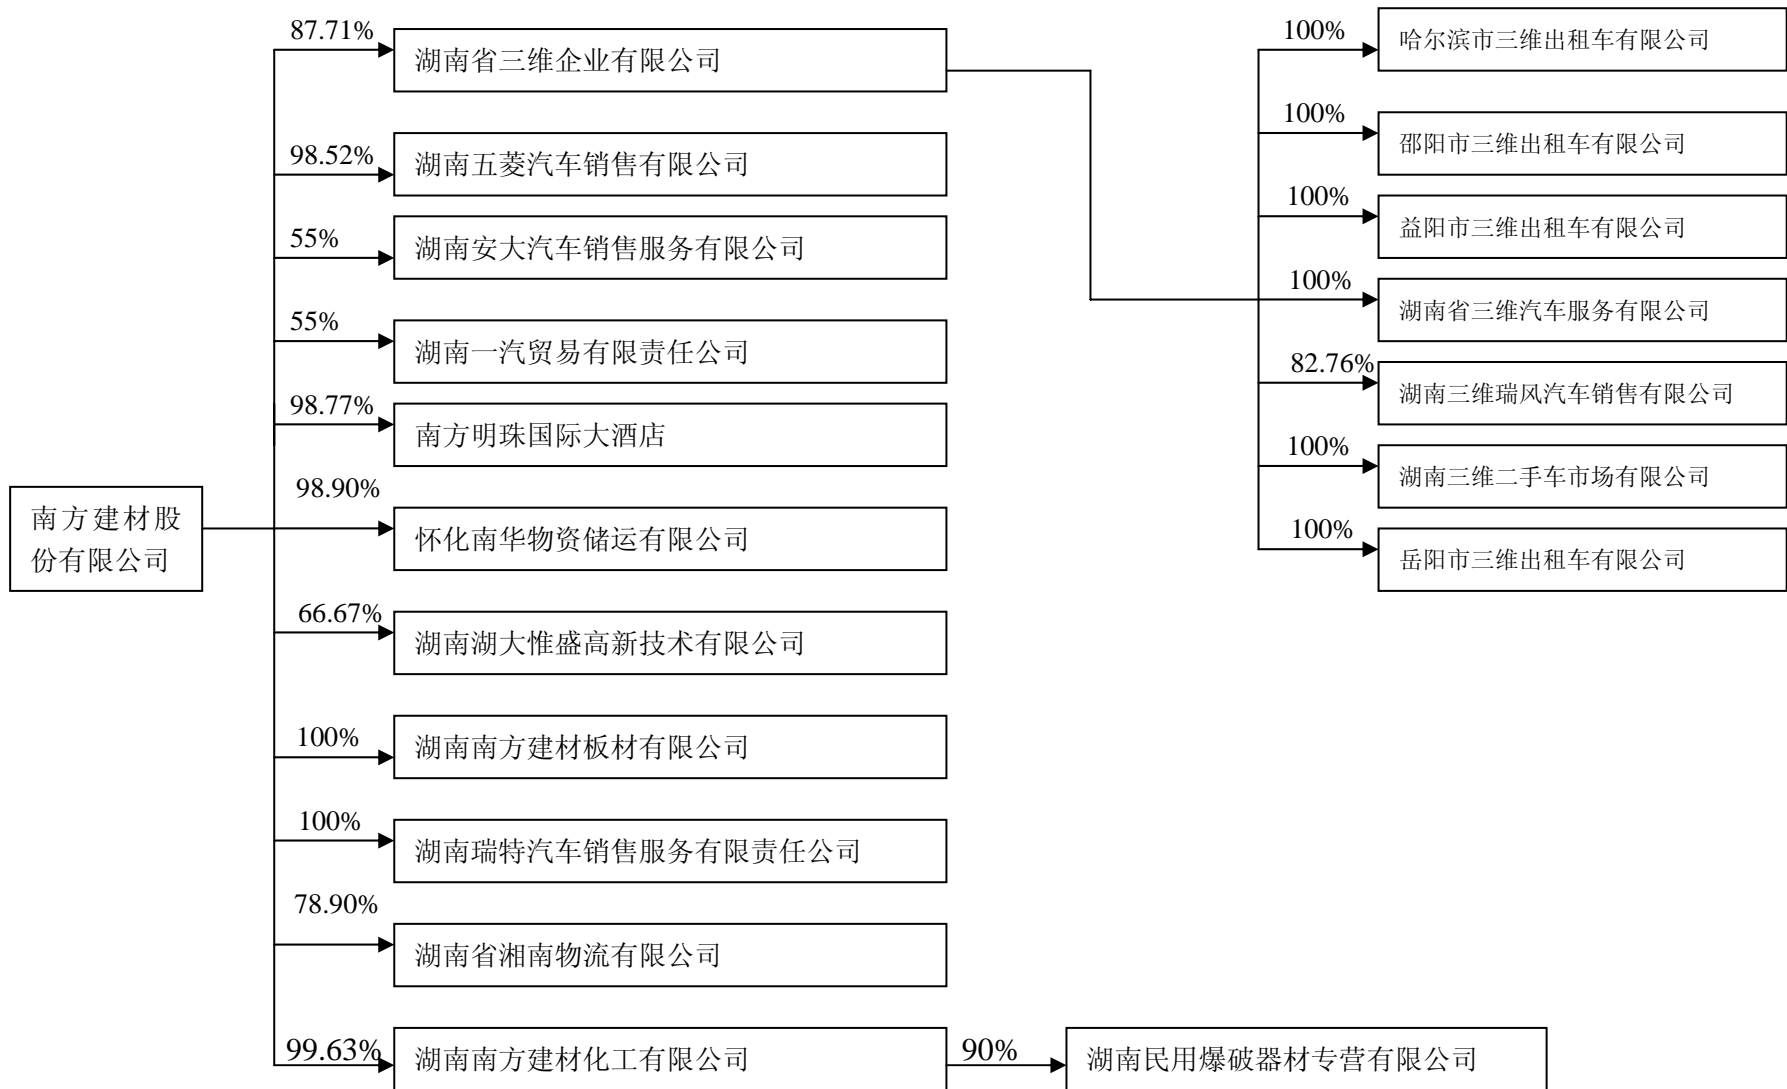 87.71%
湖南省三维企业有限公司
98.52%
湖南五菱汽车销售有限公司
55%
湖南安大汽车销售服务有限公司
55%
湖南一汽贸易有限责任公司
98.77%
南方明珠国际大酒店
98.90%
南方建材股
份有限公司
怀化南华物资储运有限公司
66.67%
湖南湖大惟盛高新技术有限公司
100%
湖南南方建材板材有限公司
100%
湖南瑞特汽车销售服务有限责任公司
78.90%
湖南省湘南物流有限公司
99.63%
湖南南方建材化工有限公司
90%
湖南民用爆破器材专营有限公司
100%
哈尔滨市三维出租车有限公司
100%
邵阳市三维出租车有限公司
100%
益阳市三维出租车有限公司
100%
湖南省三维汽车服务有限公司
82.76%
湖南三维瑞风汽车销售有限公司
100%
湖南三维二手车市场有限公司
100%
岳阳市三维出租车有限公司